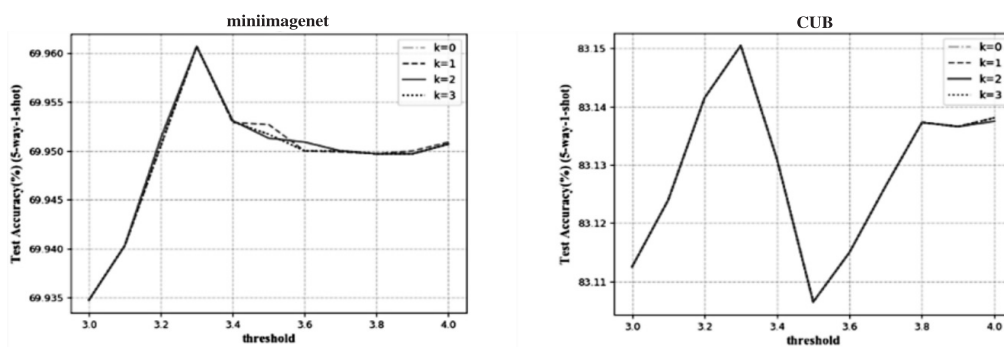 miniimagenet
Test Accuracy(%) (5-way-1-shot)
69.960
69.955
69.950
69.945
69.940
69.935
k=0
k=1
k=2
k=3
3.0 3.2 3.4 3.6 3.8 4.0
threshold
CUB
Test Accuracy(%) (5-way-1-shot)
83.15
83.14
83.13
83.12
83.11
k=0
k=1
k=2
k=3
3.0 3.2 3.4 3.6 3.8 4.0
threshold